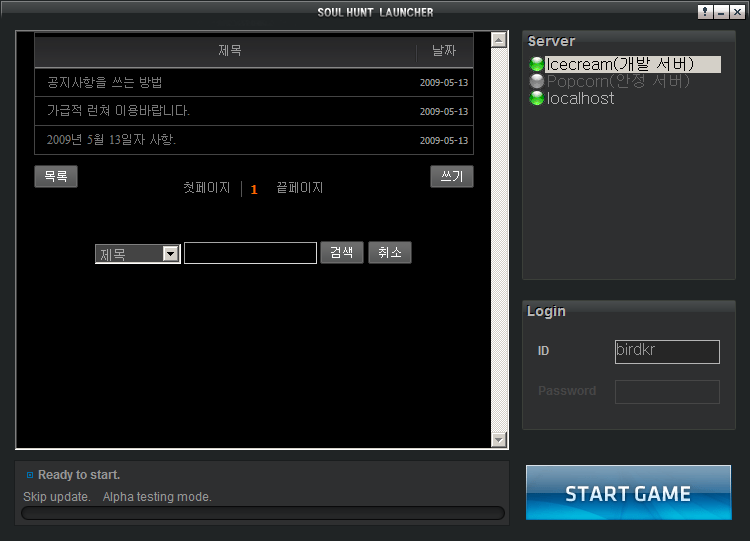 SOUL HUNT LAUNCHER
제목 날짜
공지사항을 쓰는 방법 2009-05-13
가급적 런쳐 이용바랍니다. 2009-05-13
2009년 5월 13일자 사항. 2009-05-13
목록 첫페이지 | 1 끝페이지 쓰기
제목 검색 취소
Server
Icecream(개발 서버)
Popcorn(안정 서버)
localhost
Login
ID birdkr
Password
Ready to start.
Skip update. Alpha testing mode.
START GAME